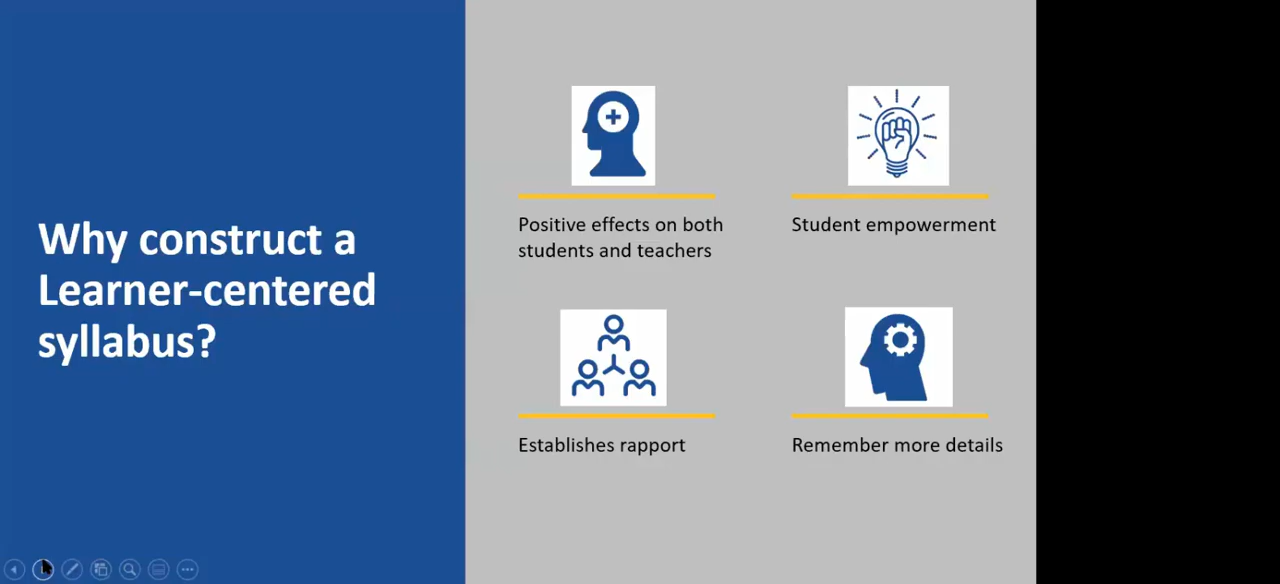 Why construct a
Learner-centered
syllabus?
Positive effects on both
students and teachers
Student empowerment
Establishes rapport
Remember more details